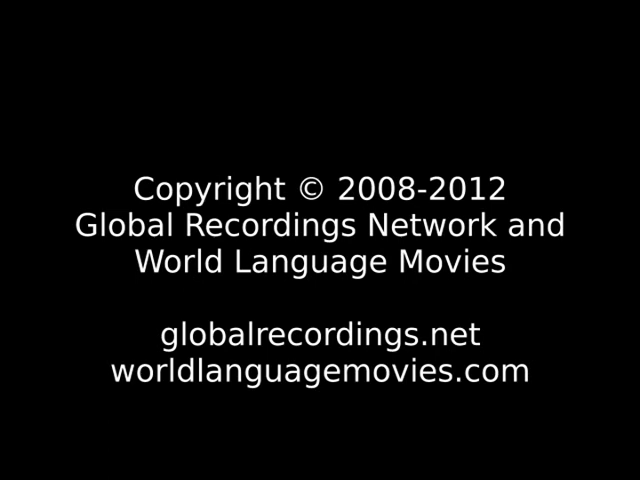 Copyright © 2008-2012
Global Recordings Network and
World Language Movies
globalrecordings.net
worldlanguagemovies.com